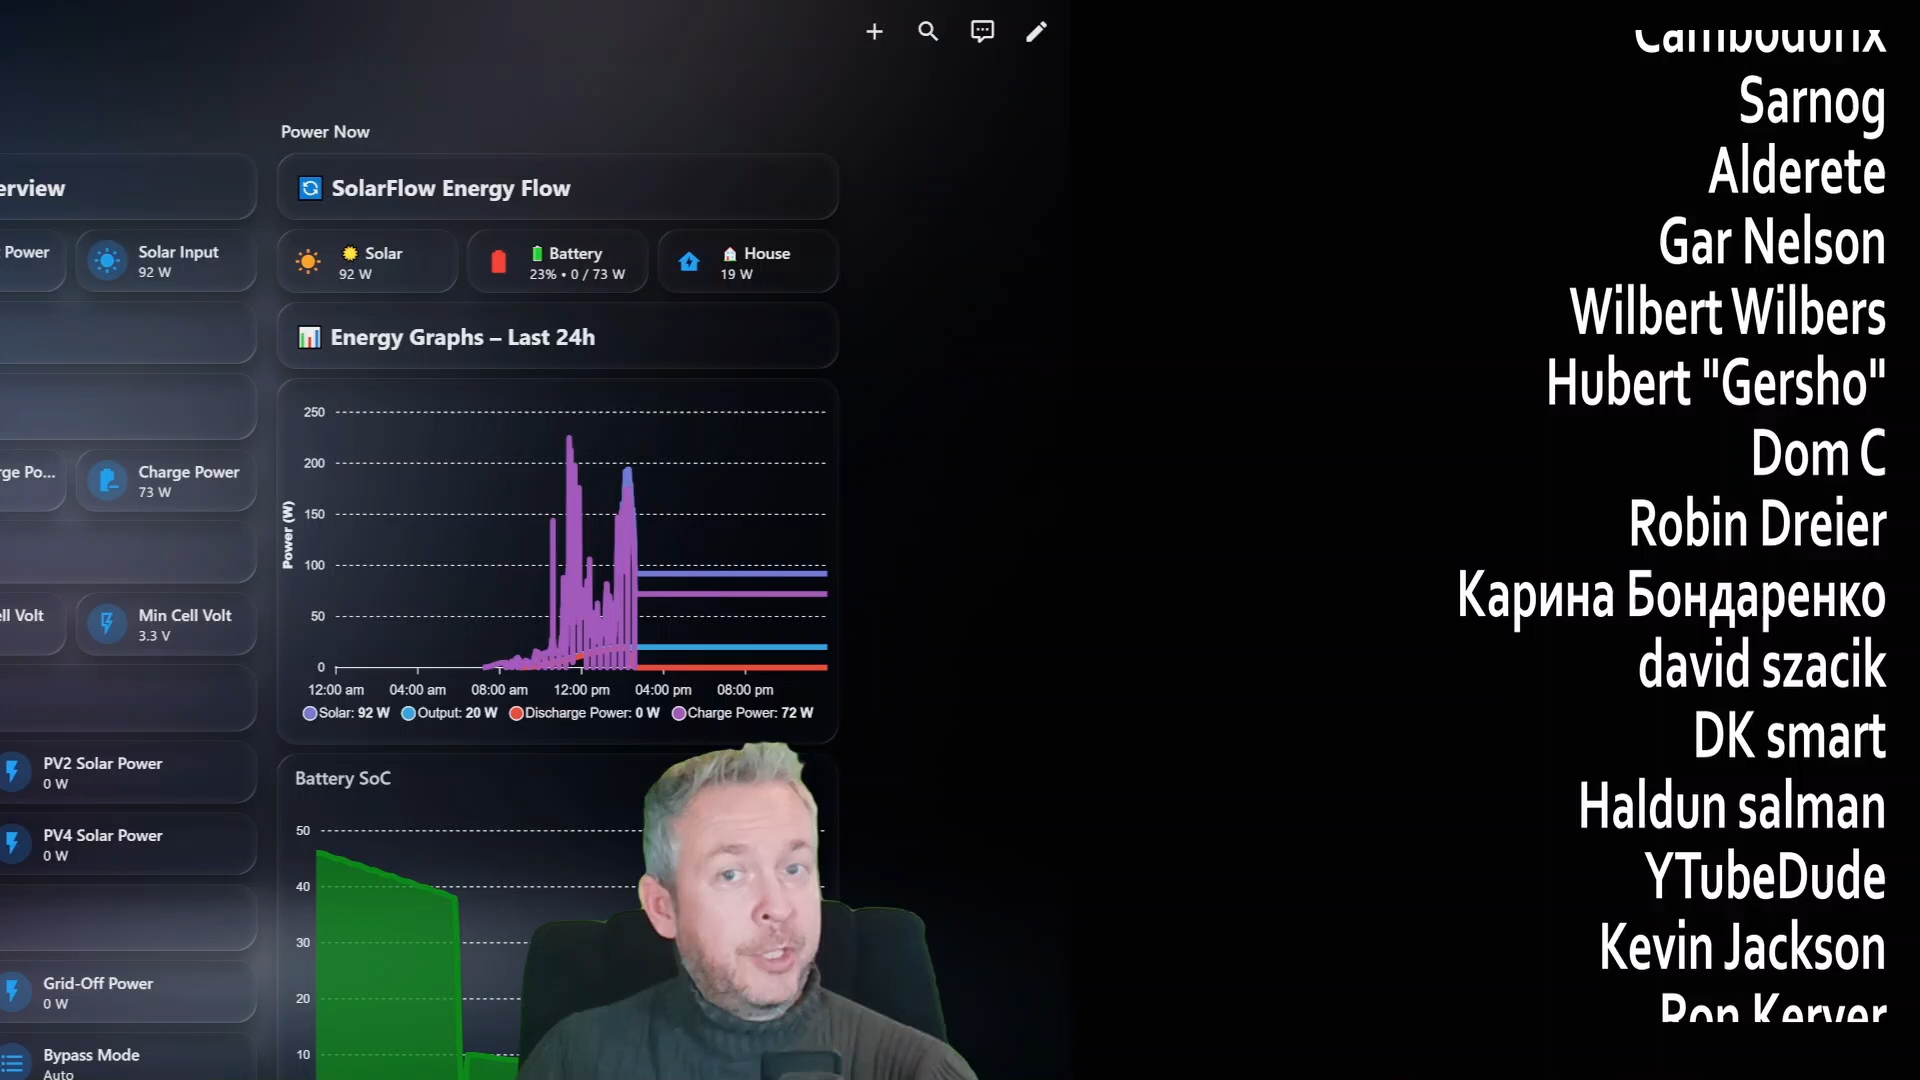 Power Now
erview
SolarFlow Energy Flow
Power
Solar Input
92 W
Solar
92 W
Battery
23% • 0 / 73 W
House
19 W
Energy Graphs – Last 24h
rge Po...
Charge Power
73 W
ell Volt
Min Cell Volt
3.3 V
PV2 Solar Power
0 W
PV4 Solar Power
0 W
Grid-Off Power
0 W
Bypass Mode
Auto
250
200
150
100
50
0
Power (W)
12:00 am 04:00 am 08:00 am 12:00 pm 04:00 pm 08:00 pm
Solar: 92 W Output: 20 W Discharge Power: 0 W Charge Power: 72 W
Battery SoC
50
40
30
20
10
Sarnog
Alderete
Gar Nelson
Wilbert Wilbers
Hubert "Gersho"
Dom C
Robin Dreier
Карина Бондаренко
david szacik
DK smart
Haldun salman
YTubeDude
Kevin Jackson
Ron Kerver